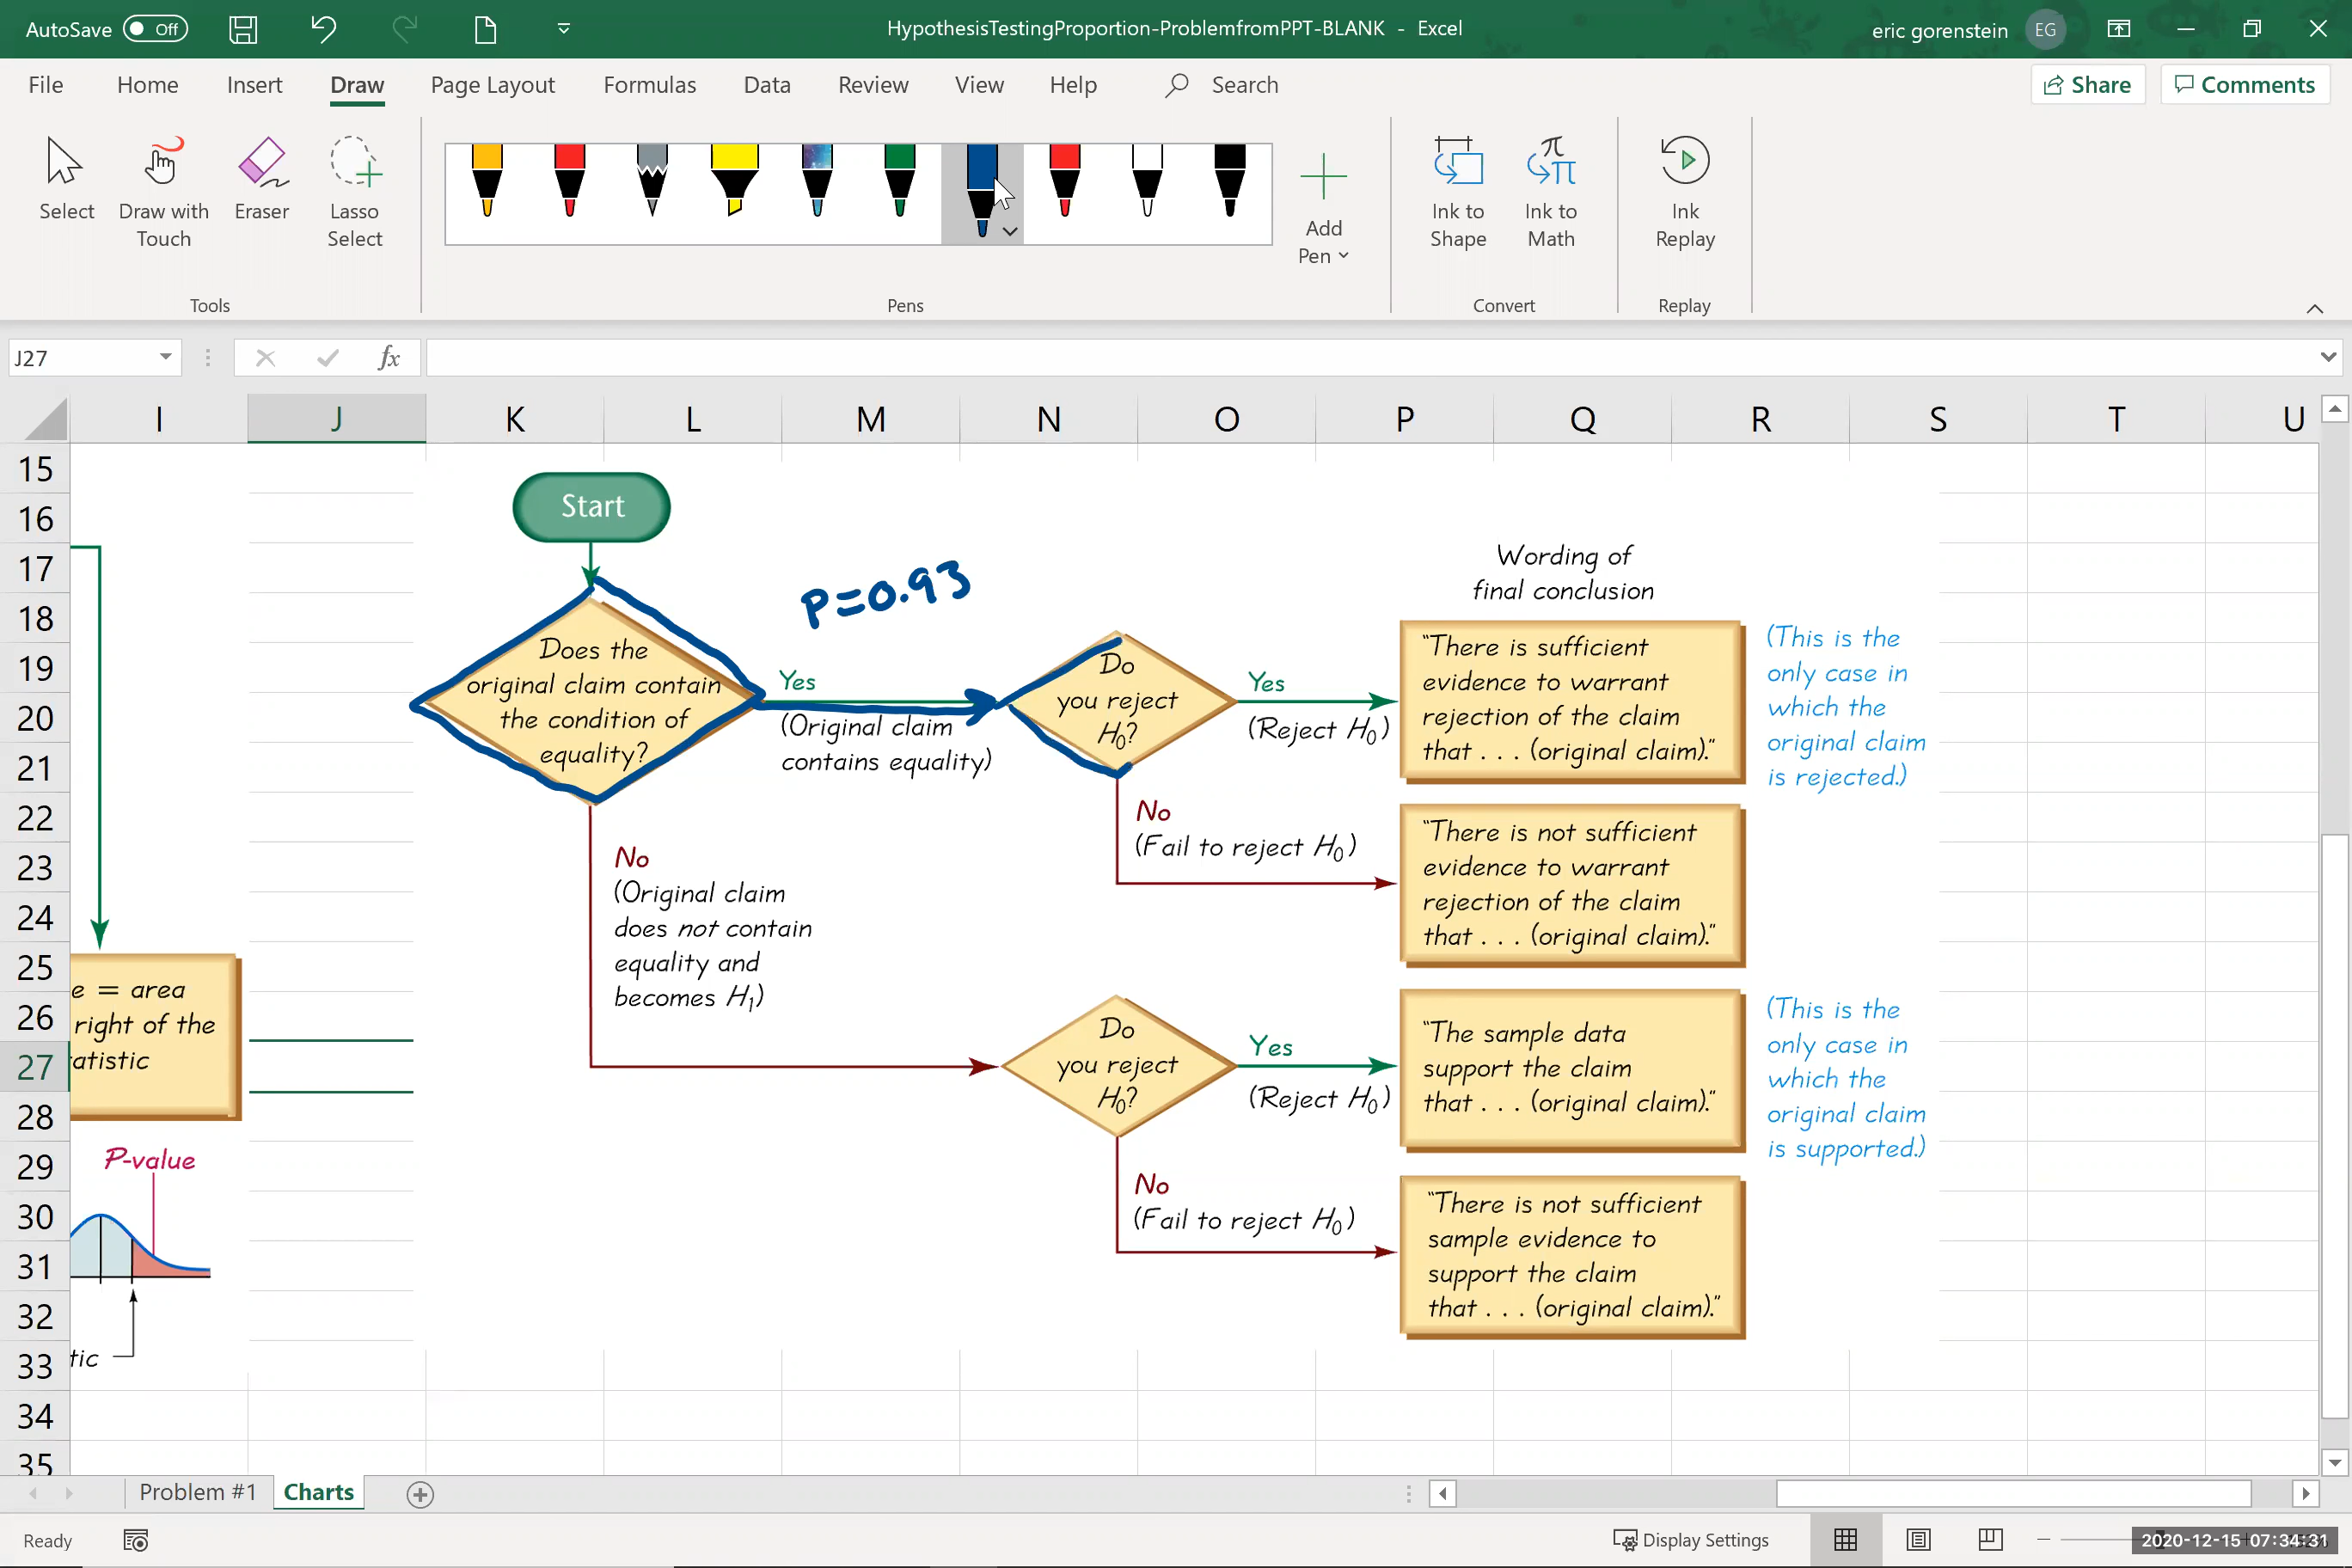 AutoSave Off
HypothesisTestingProportion-ProblemfromPPT-BLANK - Excel
eric gorenstein EG
File Home Insert Draw Page Layout Formulas Data Review View Help Search
Share Comments
Select
Draw with
Touch
Eraser
Lasso
Select
Add
Pen
Ink to
Shape
Ink to
Math
Ink
Replay
Tools
Pens
Convert
Replay
J27
fx
I J K L M N O P Q R S T U
15
16
17
18
19
20
21
22
23
24
25
26
27
28
29
30
31
32
33
34
35
Start
P=0.93
Does the
original claim contain
the condition of
equality?
Yes
(Original claim
contains equality)
No
(Original claim
does not contain
equality and
becomes H₁)
Do
you reject
H₀?
Yes
(Reject H₀)
No
(Fail to reject H₀)
Do
you reject
H₀?
Yes
(Reject H₀)
No
(Fail to reject H₀)
Wording of
final conclusion
"There is sufficient
evidence to warrant
rejection of the claim
that . . . (original claim)."
(This is the
only case in
which the
original claim
is rejected.)
"There is not sufficient
evidence to warrant
rejection of the claim
that . . . (original claim)."
"The sample data
support the claim
that . . . (original claim)."
(This is the
only case in
which the
original claim
is supported.)
"There is not sufficient
sample evidence to
support the claim
that . . . (original claim)."
e = area
right of the
atistic
P-value
tic
Problem #1 Charts
Ready
Display Settings
2020-12-15 07:34:31